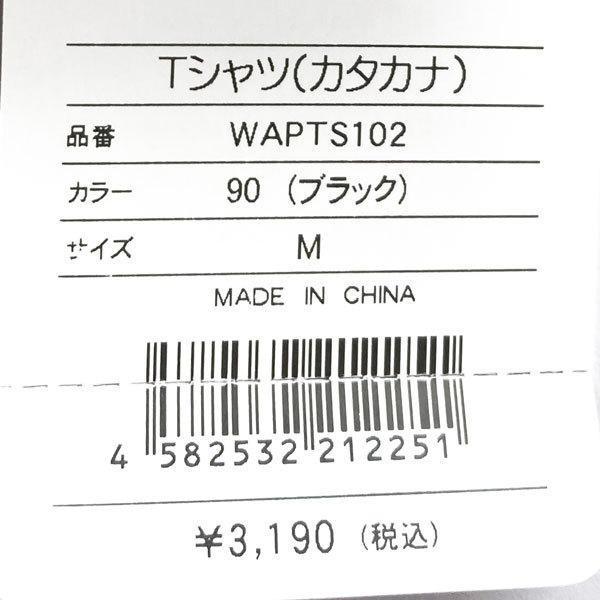 Tシャツ(カタカナ)
品番 WAPTS102
カラー 90 (ブラック)
サイズ M
MADE IN CHINA
4 582532 212251
¥3,190 (税込)